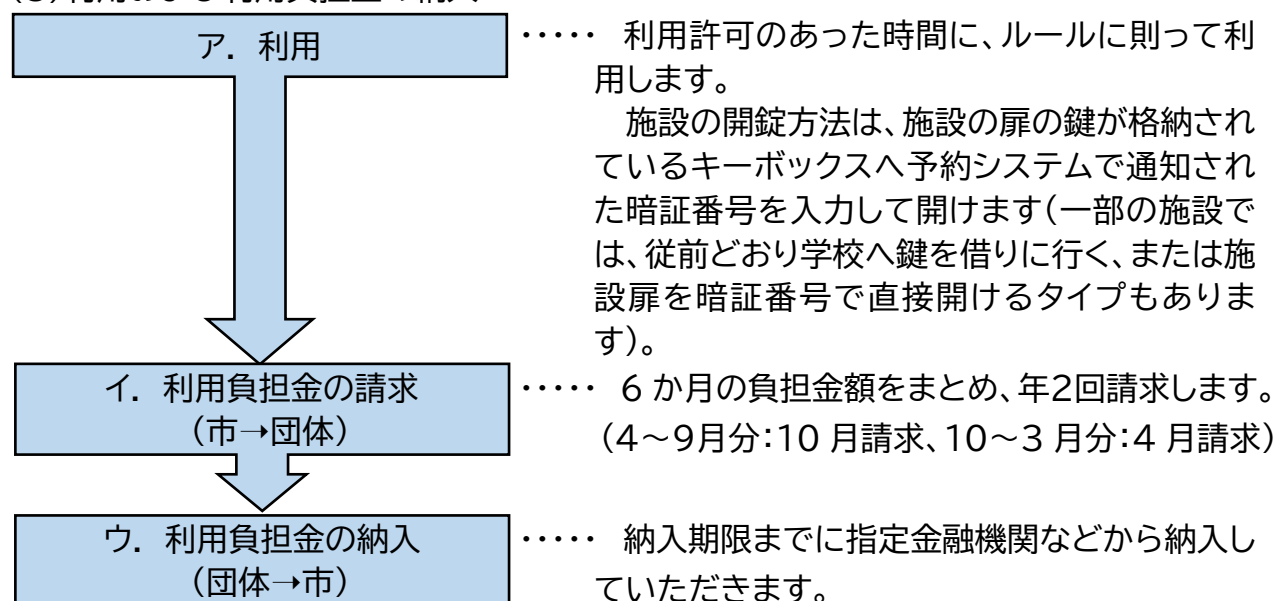 ア．利用
・・・・・　利用許可のあった時間に、ルールに則って利
用します。
　施設の開錠方法は、施設の扉の鍵が格納され
ているキーボックスへ予約システムで通知され
た暗証番号を入力して開けます（一部の施設で
は、従前どおり学校へ鍵を借りに行く、または施
設扉を暗証番号で直接開けるタイプもありま
す）。
イ．利用負担金の請求
（市→団体）
・・・・・　6 か月の負担金額をまとめ、年2回請求します。
（4～9月分：10 月請求、10～3 月分：4 月請求）
ウ．利用負担金の納入
（団体→市）
・・・・・　納入期限までに指定金融機関などから納入し
ていただきます。